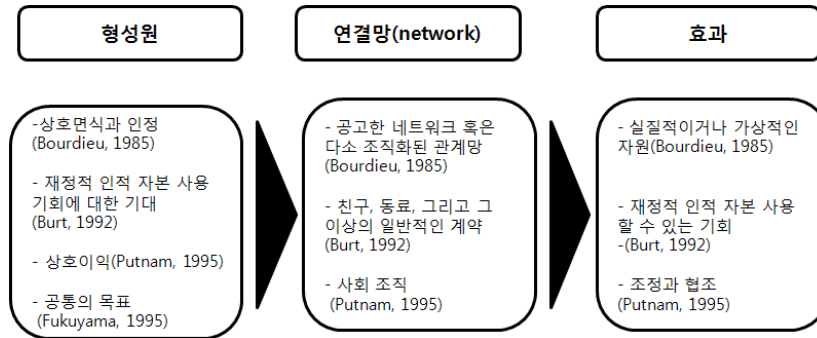 형성원
연결망(network)
효과
-상호면식과 인정
(Bourdieu, 1985)
- 재정적 인적 자본 사용
기회에 대한 기대
(Burt, 1992)
- 상호이익(Putnam, 1995)
- 공통의 목표
(Fukuyama, 1995)
- 공고한 네트워크 혹은
다소 조직화된 관계망
(Bourdieu, 1985)
- 친구, 동료, 그리고 그
이상의 일반적인 계약
(Burt, 1992)
- 사회 조직
(Putnam, 1995)
- 실질적이거나 가상적인
자원(Bourdieu, 1985)
- 재정적 인적 자본 사용
할 수 있는 기회
-(Burt, 1992)
- 조정과 협조
(Putnam, 1995)